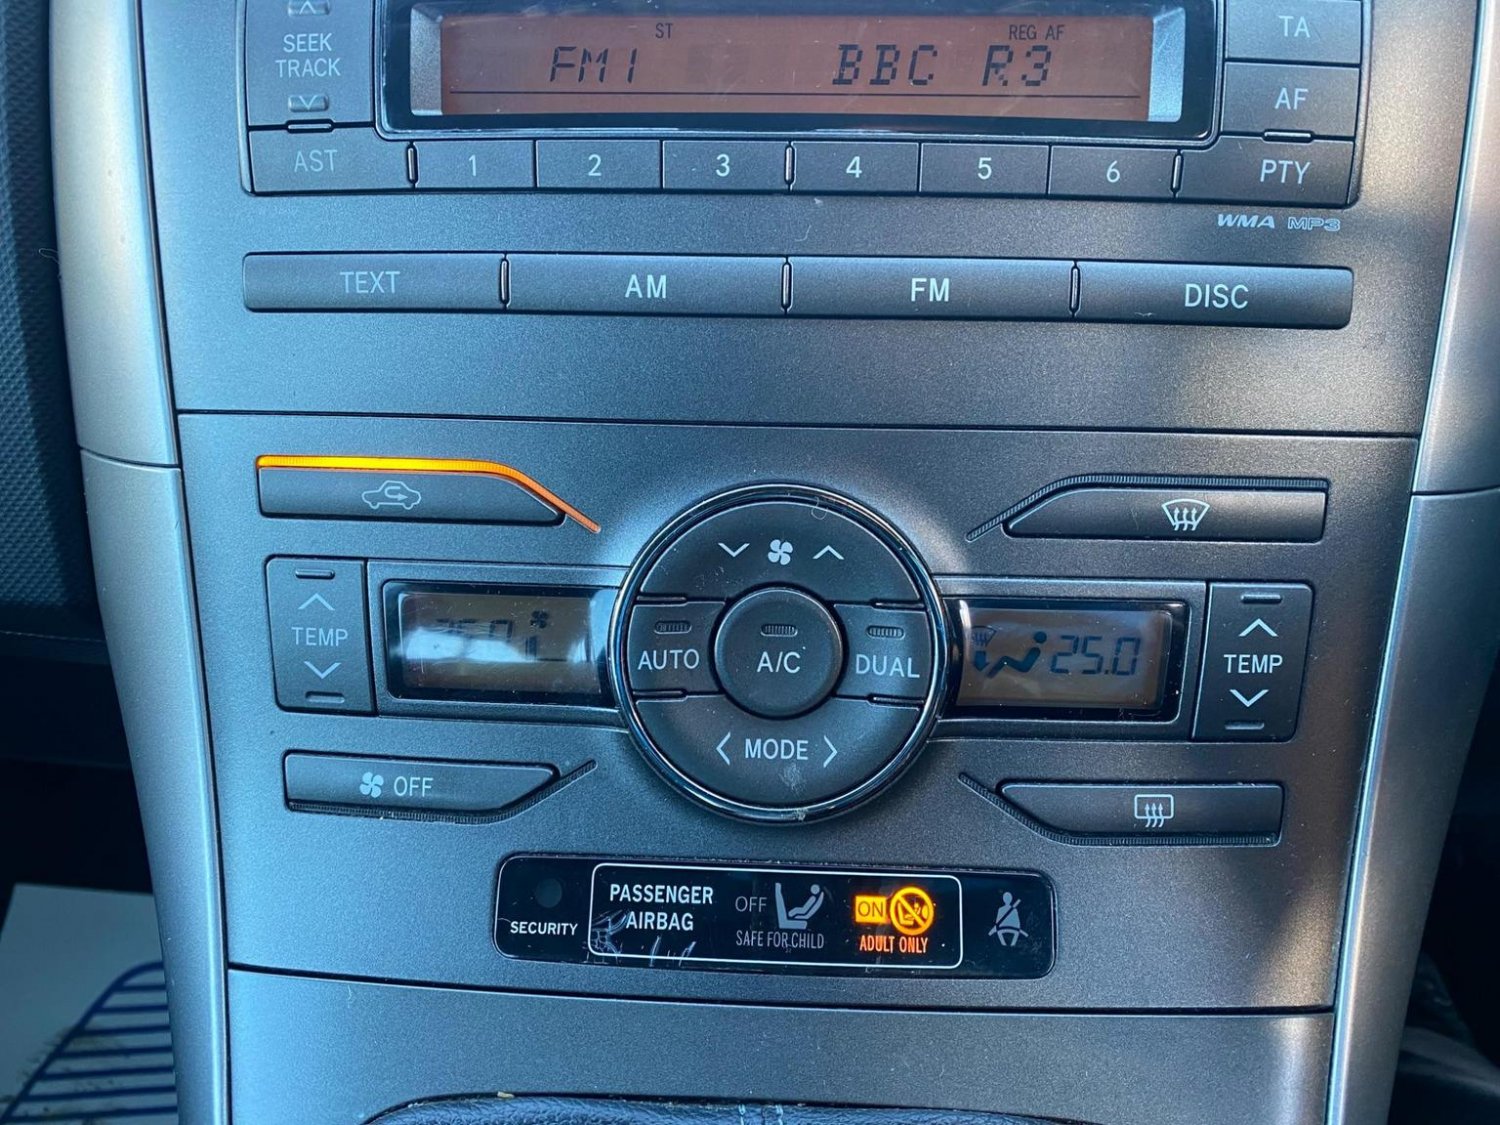 SEEK
TRACK
ST
REG AF
FM1
BBC R3
TA
AF
AST
1
2
3
4
5
6
PTY
WMA MP3
TEXT
AM
FM
DISC
TEMP
25.0
AUTO
A/C
DUAL
25.0
TEMP
MODE
OFF
SECURITY
PASSENGER
AIRBAG
OFF
SAFE FOR CHILD
ON
ADULT ONLY